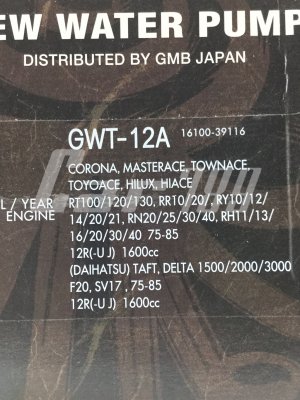 EW WATER PUMP
DISTRIBUTED BY GMB JAPAN
GWT-12A 16100-39116
CORONA, MASTERACE, TOWNACE,
TOYOACE, HILUX, HIACE
L / YEAR RT100/120/130, RR10/20/, RY10/12/
ENGINE 14/20/21, RN20/25/30/40, RH11/13/
16/20/30/40 75-85
12R(-U J) 1600cc
(DAIHATSU) TAFT, DELTA 1500/2000/3000
F20, SV17 , 75-85
12R(-U J) 1600cc